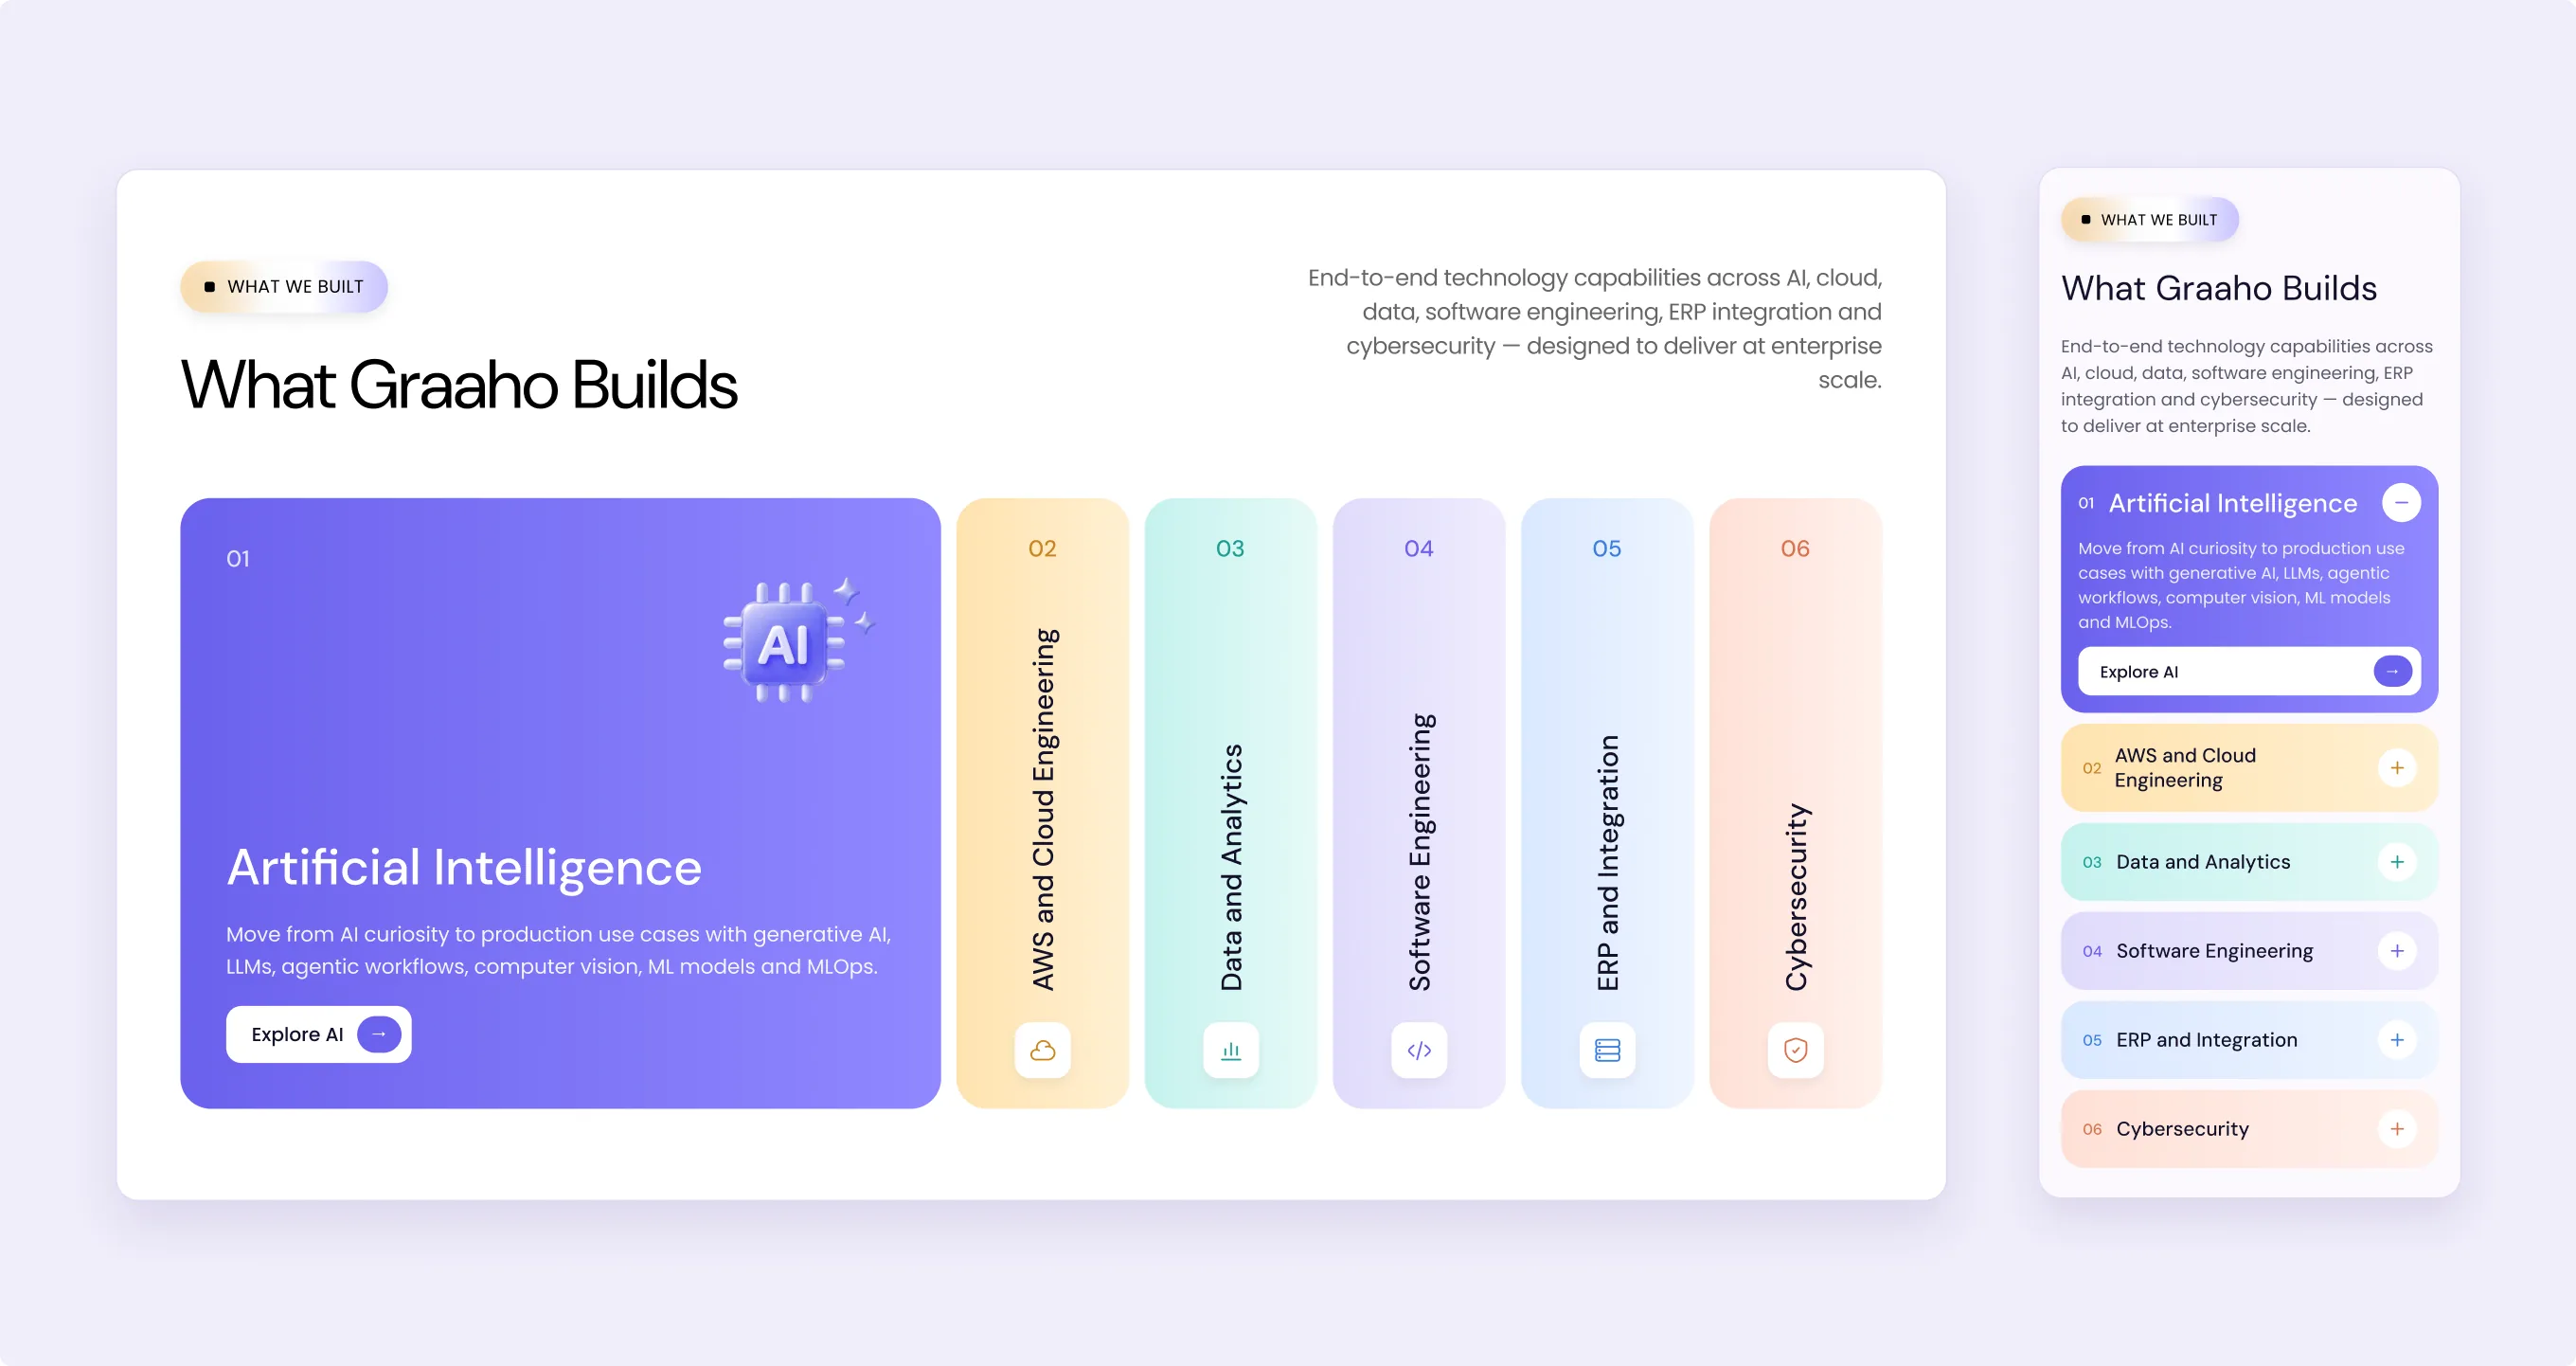 WHAT WE BUILT
What Graaho Builds
End-to-end technology capabilities across AI, cloud,
data, software engineering, ERP integration and
cybersecurity — designed to deliver at enterprise
scale.
01
AI
Artificial Intelligence
Move from AI curiosity to production use cases with generative AI,
LLMs, agentic workflows, computer vision, ML models and MLOps.
Explore AI →
02
AWS and Cloud Engineering
03
Data and Analytics
04
Software Engineering
</>
05
ERP and Integration
06
Cybersecurity
WHAT WE BUILT
What Graaho Builds
End-to-end technology capabilities across
AI, cloud, data, software engineering, ERP
integration and cybersecurity — designed
to deliver at enterprise scale.
01 Artificial Intelligence −
Move from AI curiosity to production use
cases with generative AI, LLMs, agentic
workflows, computer vision, ML models
and MLOps.
Explore AI →
02 AWS and Cloud
Engineering +
03 Data and Analytics +
04 Software Engineering +
05 ERP and Integration +
06 Cybersecurity +